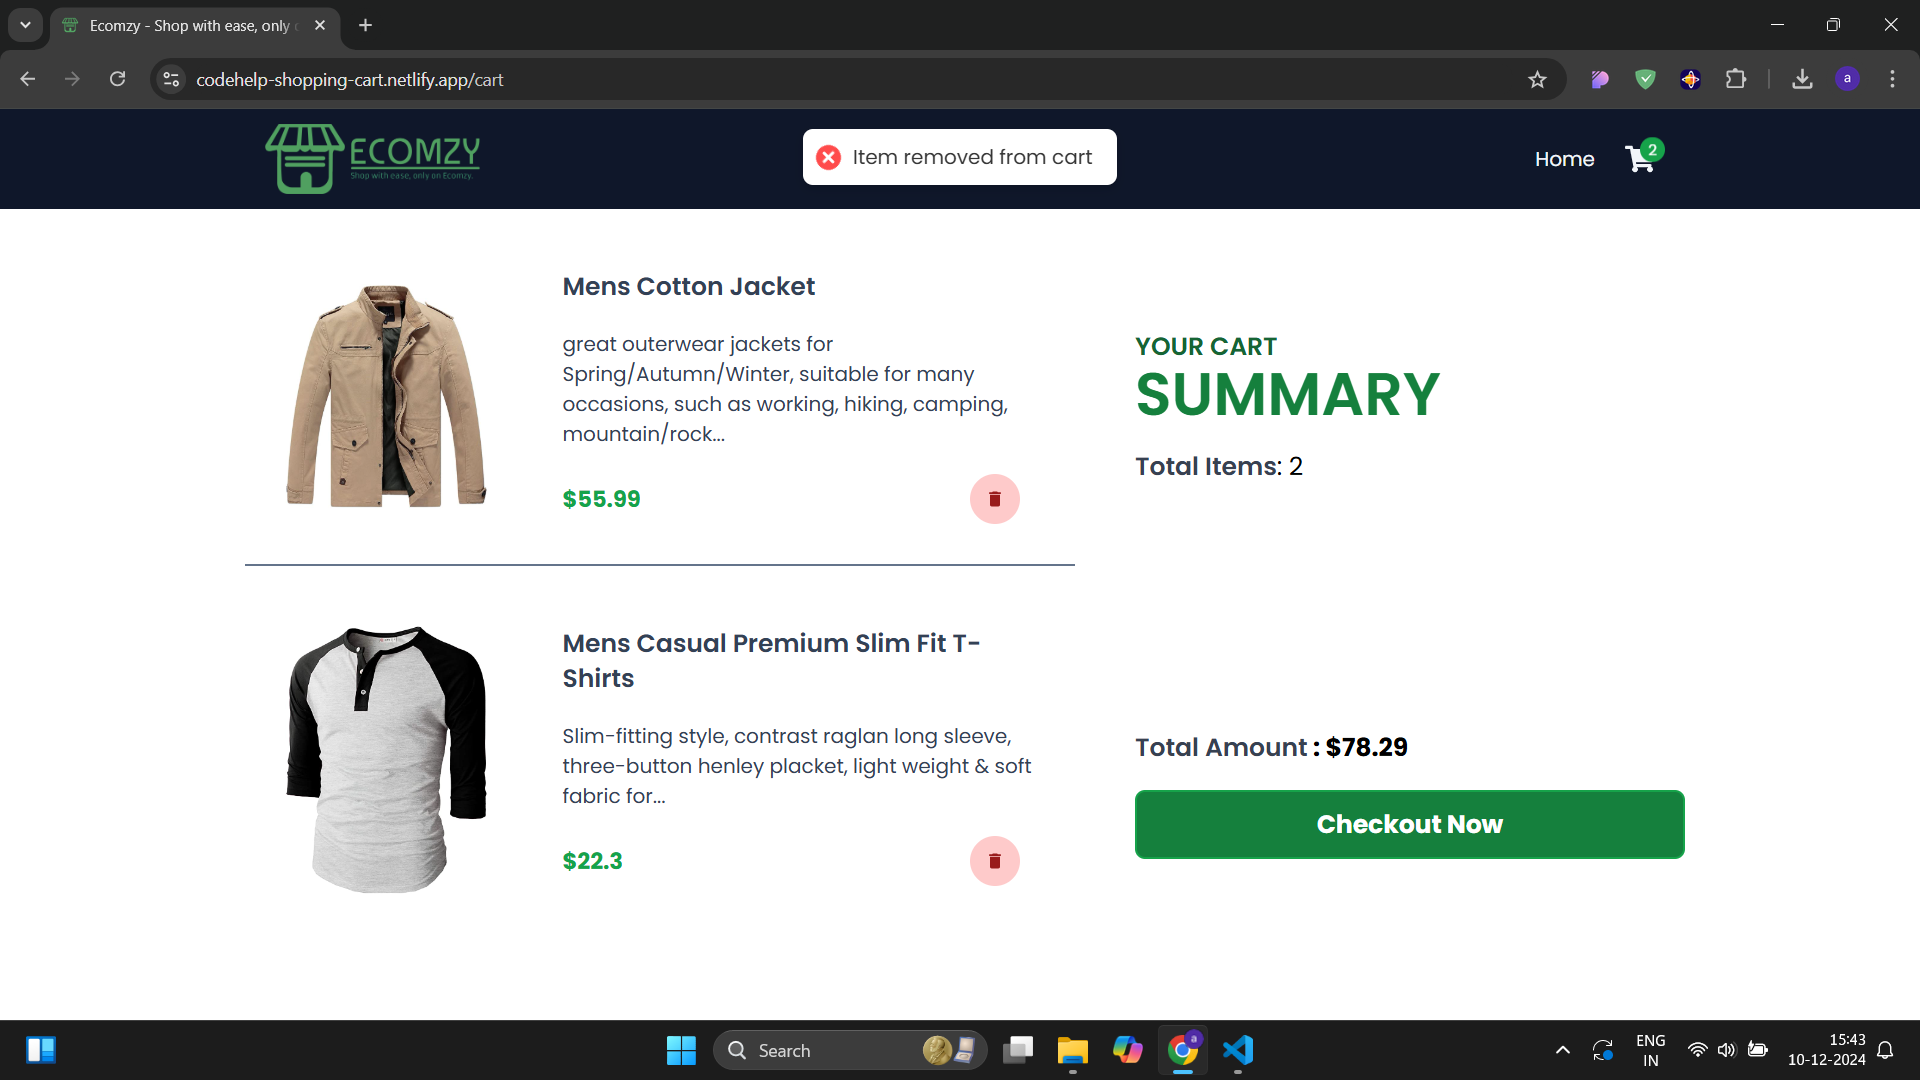 Ecomzy - Shop with ease, only
codehelp-shopping-cart.netlify.app/cart
a
ECOMZY
Shop with ease, only on Ecomzy.
Item removed from cart
Home
2
Mens Cotton Jacket
great outerwear jackets for
Spring/Autumn/Winter, suitable for many
occasions, such as working, hiking, camping,
mountain/rock...
$55.99
YOUR CART
SUMMARY
Total Items: 2
Mens Casual Premium Slim Fit T-
Shirts
Slim-fitting style, contrast raglan long sleeve,
three-button henley placket, light weight & soft
fabric for...
$22.3
Total Amount : $78.29
Checkout Now
Search
a
ENG
IN
15:43
10-12-2024